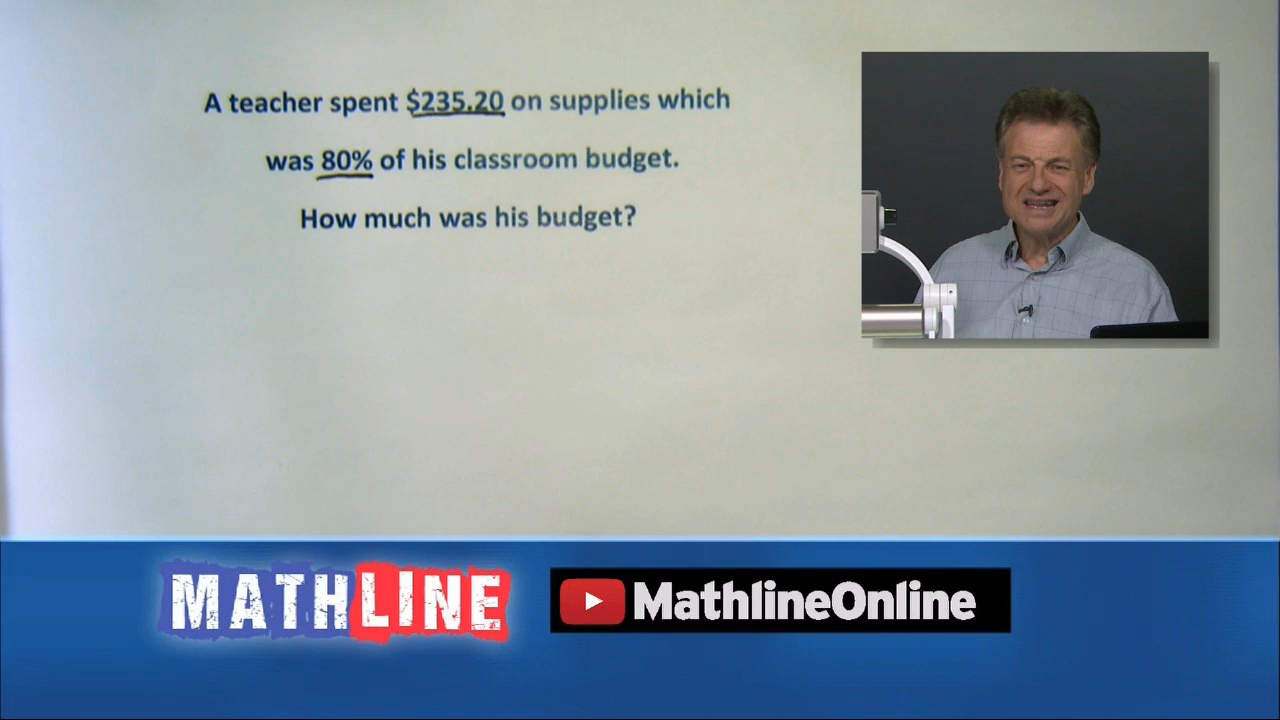 A teacher spent $235.20 on supplies which
was 80% of his classroom budget.
How much was his budget?
MATHLINE
MathlineOnline